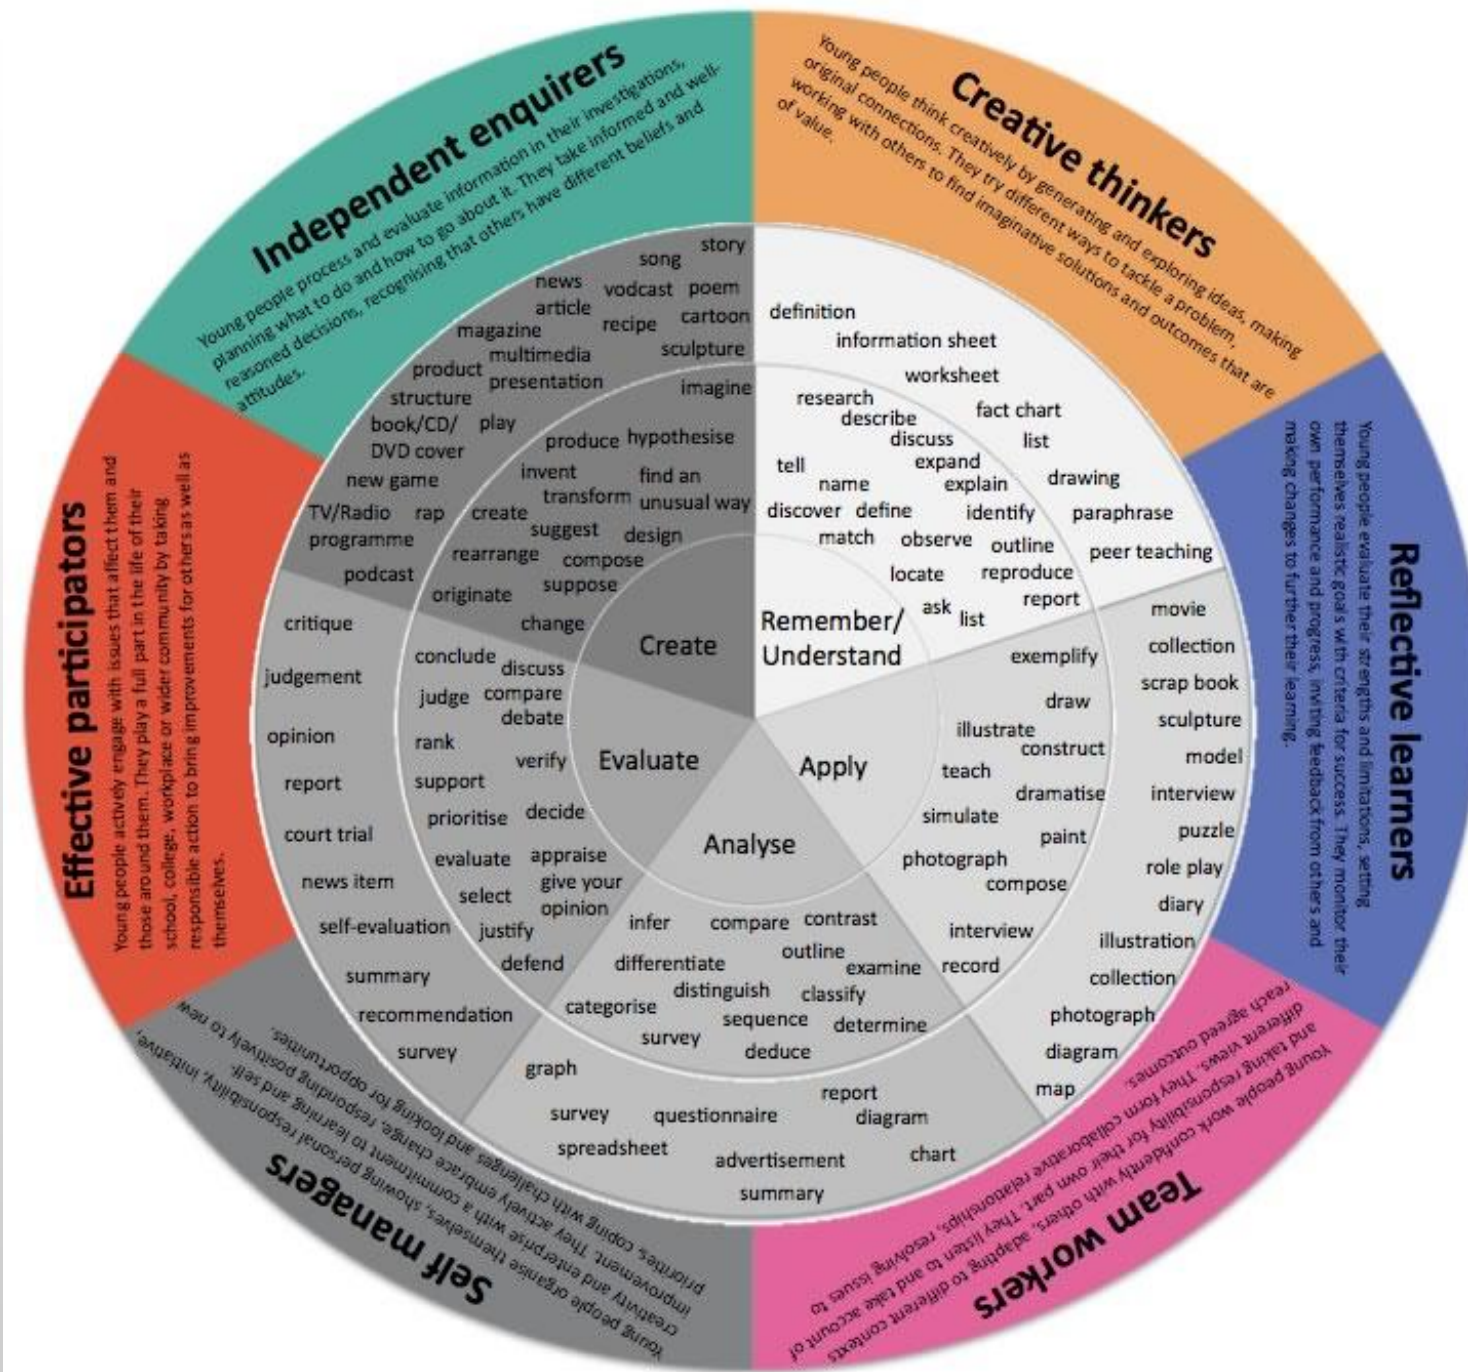 Independent enquirers
Young people process and evaluate information in their investigations,
planning what to do and how to go about it. They take informed and well-
reasoned decisions, recognising that others have different beliefs and
attitudes.
Creative thinkers
Young people think creatively by generating and exploring ideas, making
original connections. They try different ways to tackle a problem,
working with others to find imaginative solutions and outcomes that are
of value.
Reflective learners
Young people evaluate their strengths and limitations, setting
themselves realistic goals with criteria for success. They monitor their
own performance and progress, inviting feedback from others and
making changes to further their learning.
Team workers
Young people work confidently with others, adapting to different contexts
and taking responsibility for their own part. They listen to and take account of
different views. They form collaborative relationships, resolving issues to
reach agreed outcomes.
Self managers
Young people organise themselves, showing personal responsibility, initiative,
creativity and enterprise with a commitment to learning and self-
improvement. They actively embrace change, responding positively to new
priorities, coping with challenges and looking for opportunities.
Effective participators
Young people actively engage with issues that affect them and
those around them. They play a full part in the life of their
school, college, workplace or wider community by taking
responsible action to bring improvements for others as well as
themselves.
Create
imagine
produce
hypothesise
invent
find an
unusual way
transform
create
suggest
design
rearrange
compose
suppose
originate
change
story
song
news
article
vodcast
poem
magazine
recipe
cartoon
multimedia
presentation
sculpture
product
structure
book/CD/
DVD cover
play
new game
TV/Radio
programme
rap
podcast
Remember/
Understand
research
describe
discuss
tell
expand
name
explain
discover
define
identify
match
observe
outline
locate
reproduce
ask
list
report
definition
information sheet
worksheet
fact chart
list
drawing
paraphrase
peer teaching
Apply
exemplify
draw
illustrate
construct
teach
dramatise
simulate
paint
photograph
compose
interview
record
movie
collection
scrap book
sculpture
model
interview
puzzle
role play
diary
illustration
collection
photograph
diagram
map
Analyse
infer
compare
contrast
outline
differentiate
examine
distinguish
classify
categorise
sequence
determine
survey
deduce
graph
survey
questionnaire
report
diagram
spreadsheet
advertisement
chart
summary
Evaluate
conclude
discuss
judge
compare
debate
rank
verify
support
prioritise
decide
evaluate
appraise
select
give your
opinion
justify
defend
critique
judgement
opinion
report
court trial
news item
self-evaluation
summary
recommendation
survey